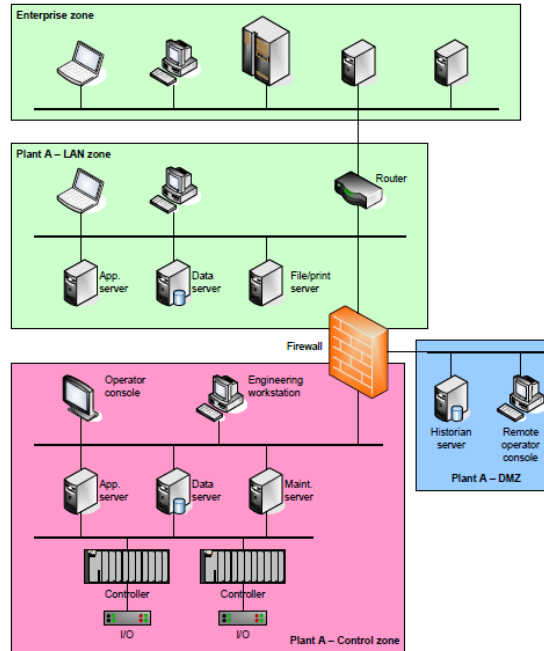 Enterprise zone
Plant A – LAN zone
Router
App.
server
Data
server
File/print
server
Firewall
Operator
console
Engineering
workstation
Historian
server
Remote
operator
console
Plant A – DMZ
App.
server
Data
server
Maint.
server
Controller
Controller
I/O
I/O
Plant A – Control zone